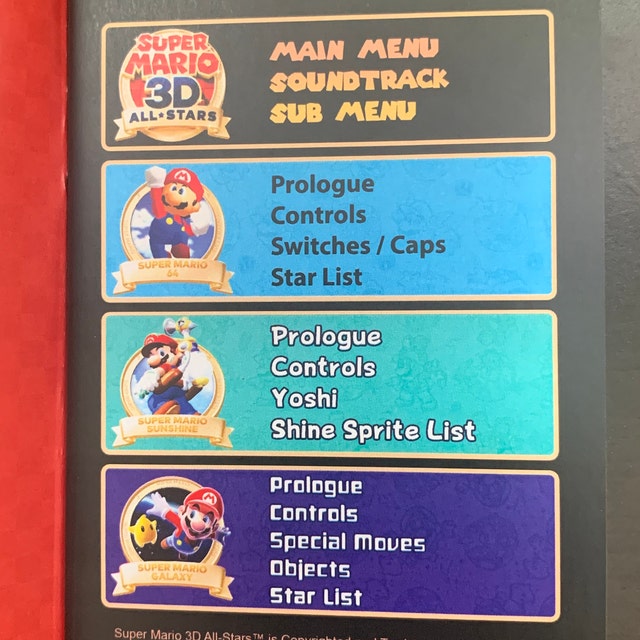 SUPER
MARIO
3D
ALL★STARS
MAIN MENU
SOUNDTRACK
SUB MENU
SUPER MARIO
64
Prologue
Controls
Switches / Caps
Star List
SUPER MARIO
SUNSHINE
Prologue
Controls
Yoshi
Shine Sprite List
SUPER MARIO
GALAXY
Prologue
Controls
Special Moves
Objects
Star List
Super Mario 3D All-Stars™ is Copyrighted